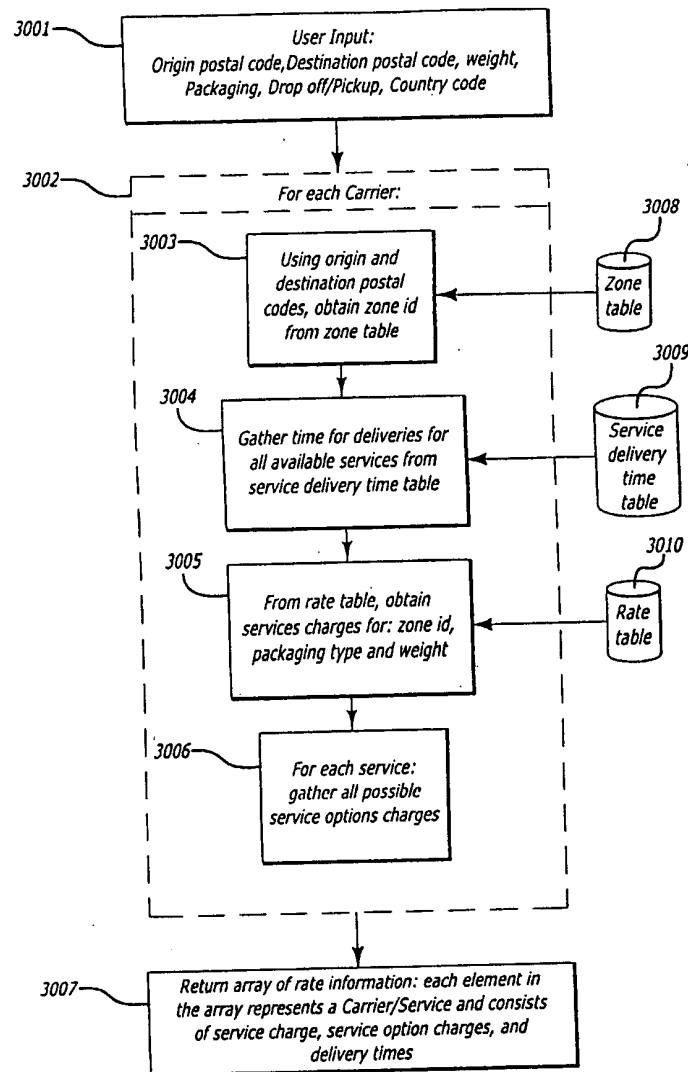 3001
User Input:
Origin postal code,Destination postal code, weight,
Packaging, Drop off/Pickup, Country code
3002
For each Carrier:
3003
Using origin and
destination postal
codes, obtain zone id
from zone table
3008
Zone
table
3004
Gather time for deliveries for
all available services from
service delivery time table
3009
Service
delivery
time
table
3005
From rate table, obtain
services charges for: zone id,
packaging type and weight
3010
Rate
table
3006
For each service:
gather all possible
service options charges
3007
Return array of rate information: each element in
the array represents a Carrier/Service and consists
of service charge, service option charges, and
delivery times